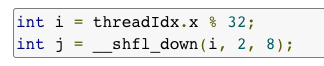 int i = threadIdx.x % 32;
int j = __shfl_down(i, 2, 8);